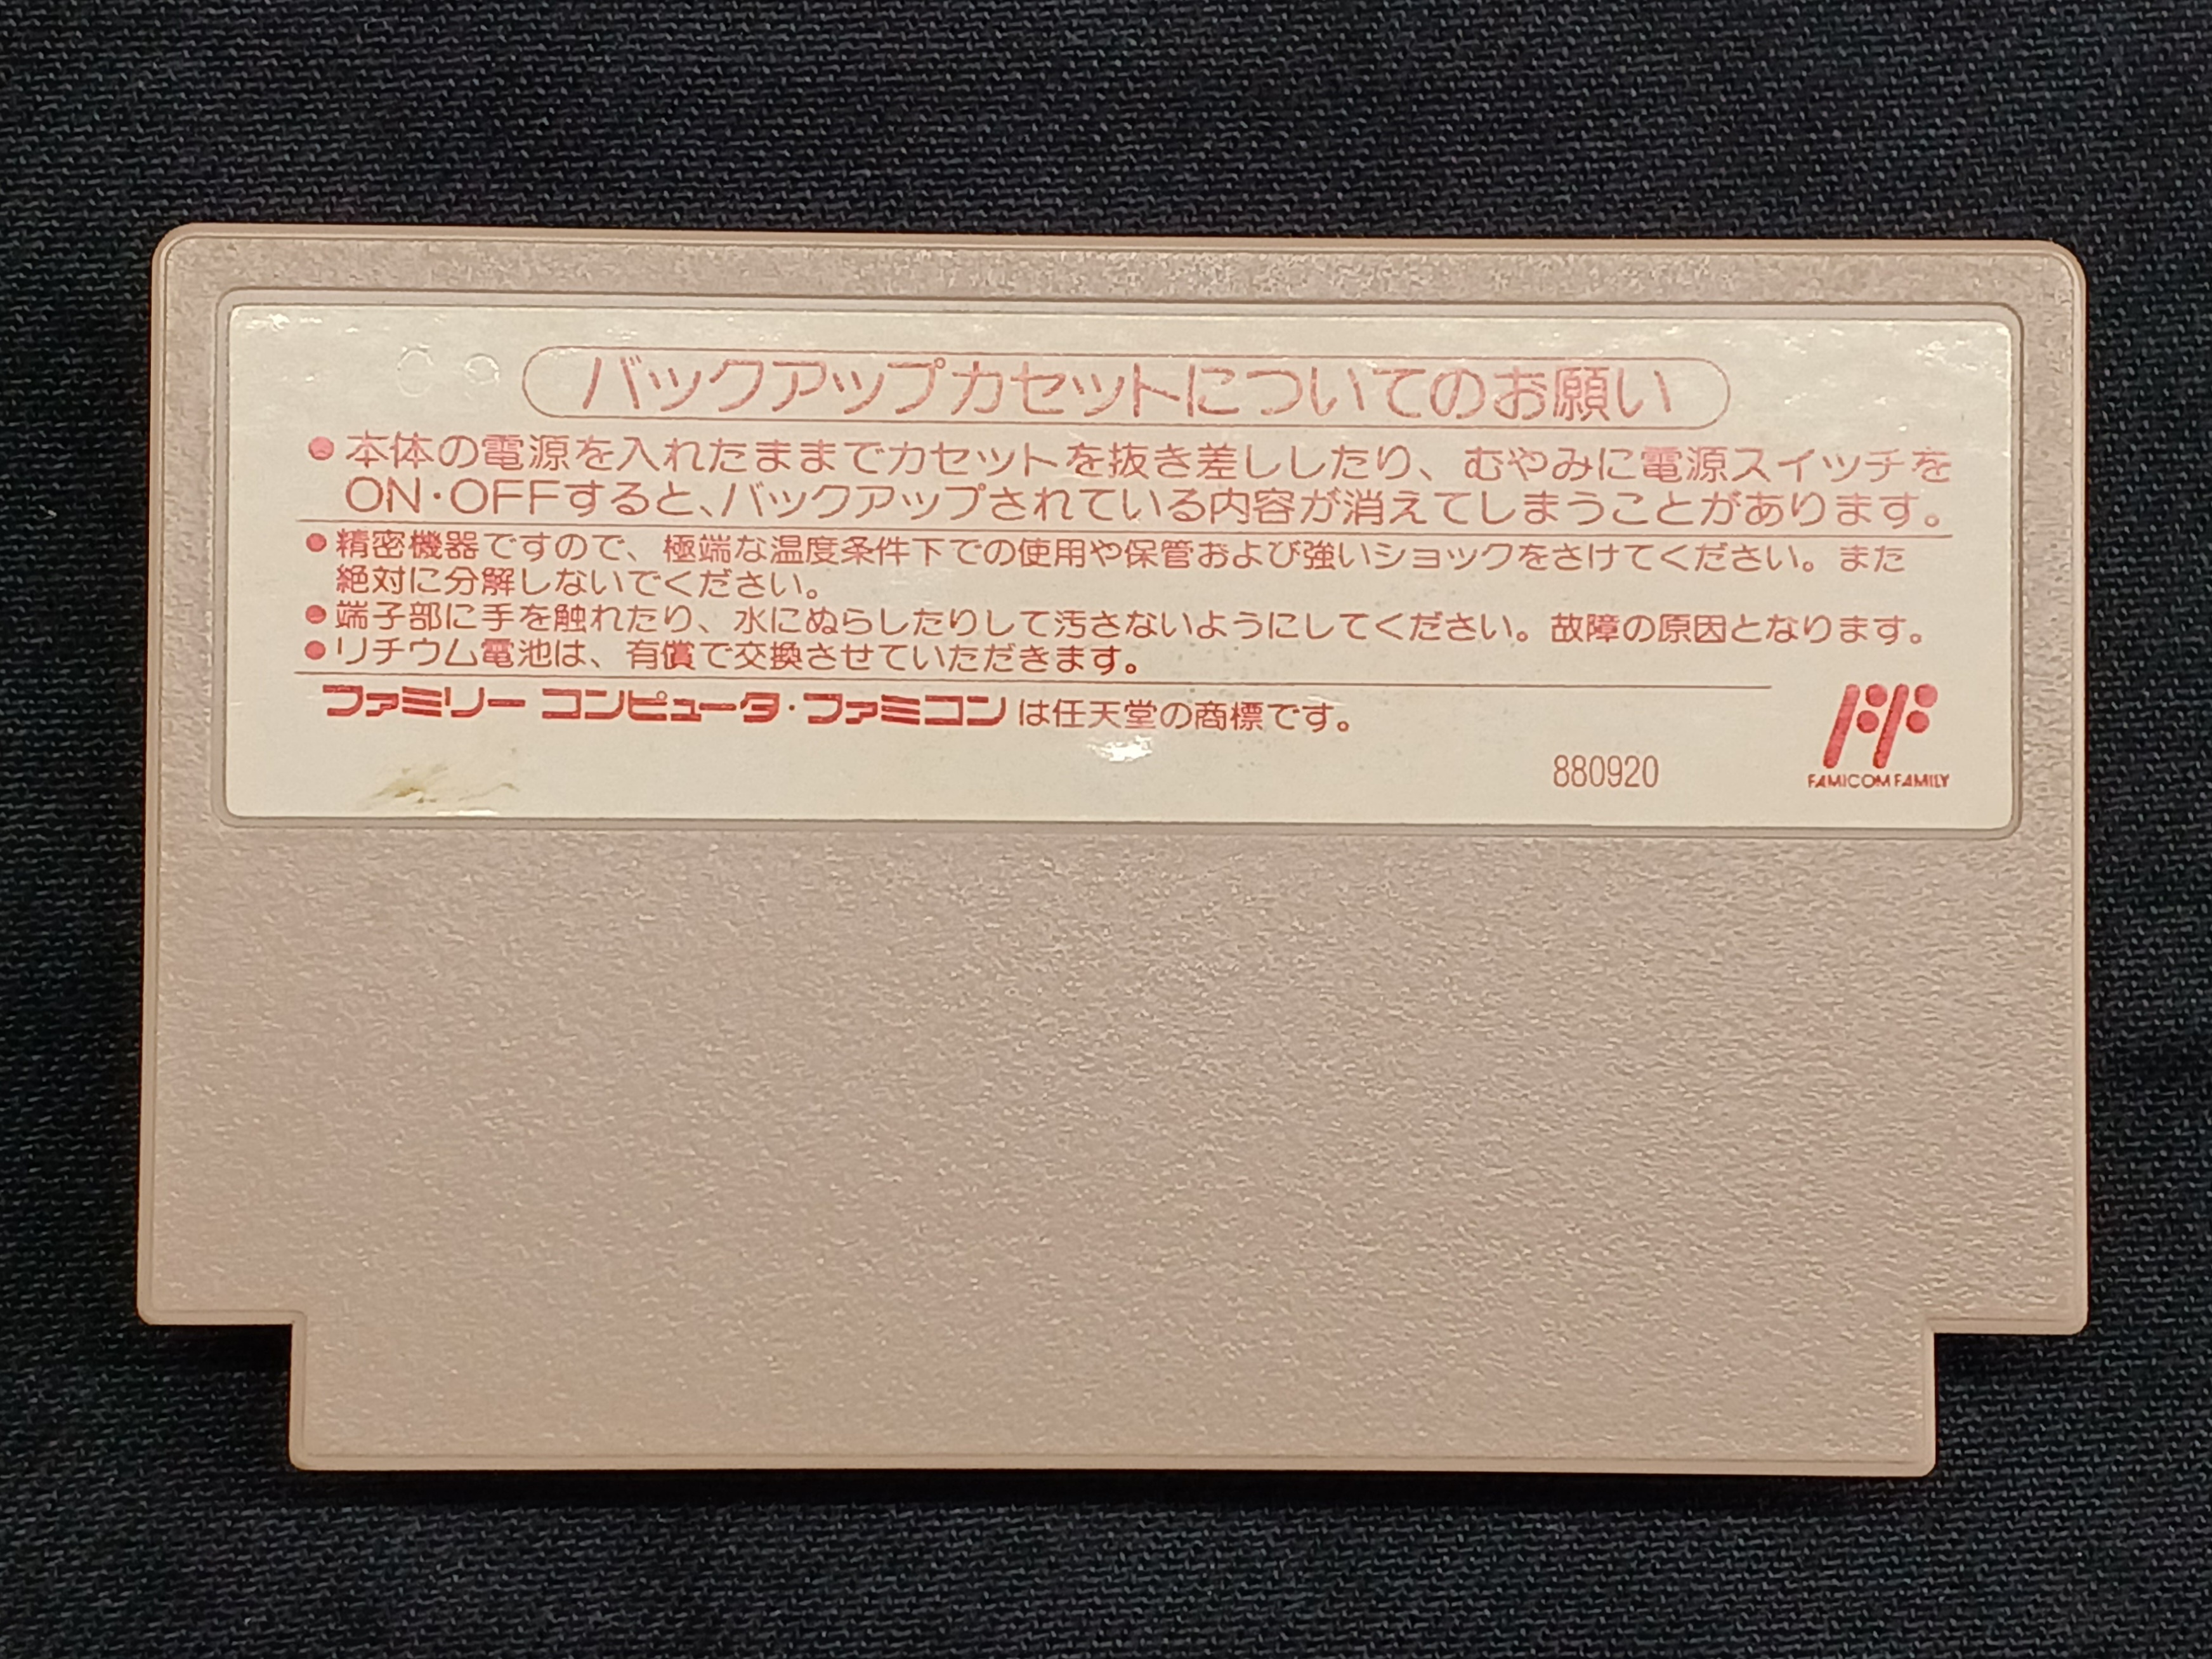 バックアップカセットについてのお願い
●本体の電源を入れたままでカセットを抜き差ししたり、むやみに電源スイッチを
ON・OFFすると、バックアップされている内容が消えてしまうことがあります。
●精密機器ですので、極端な温度条件下での使用や保管および強いショックをさけてください。また
絶対に分解しないでください。
●端子部に手を触れたり、水にぬらしたりして汚さないようにしてください。故障の原因となります。
●リチウム電池は、有償で交換させていただきます。
ファミリー コンピュータ・ファミコンは任天堂の商標です。
880920
FF
FAMICOM FAMILY